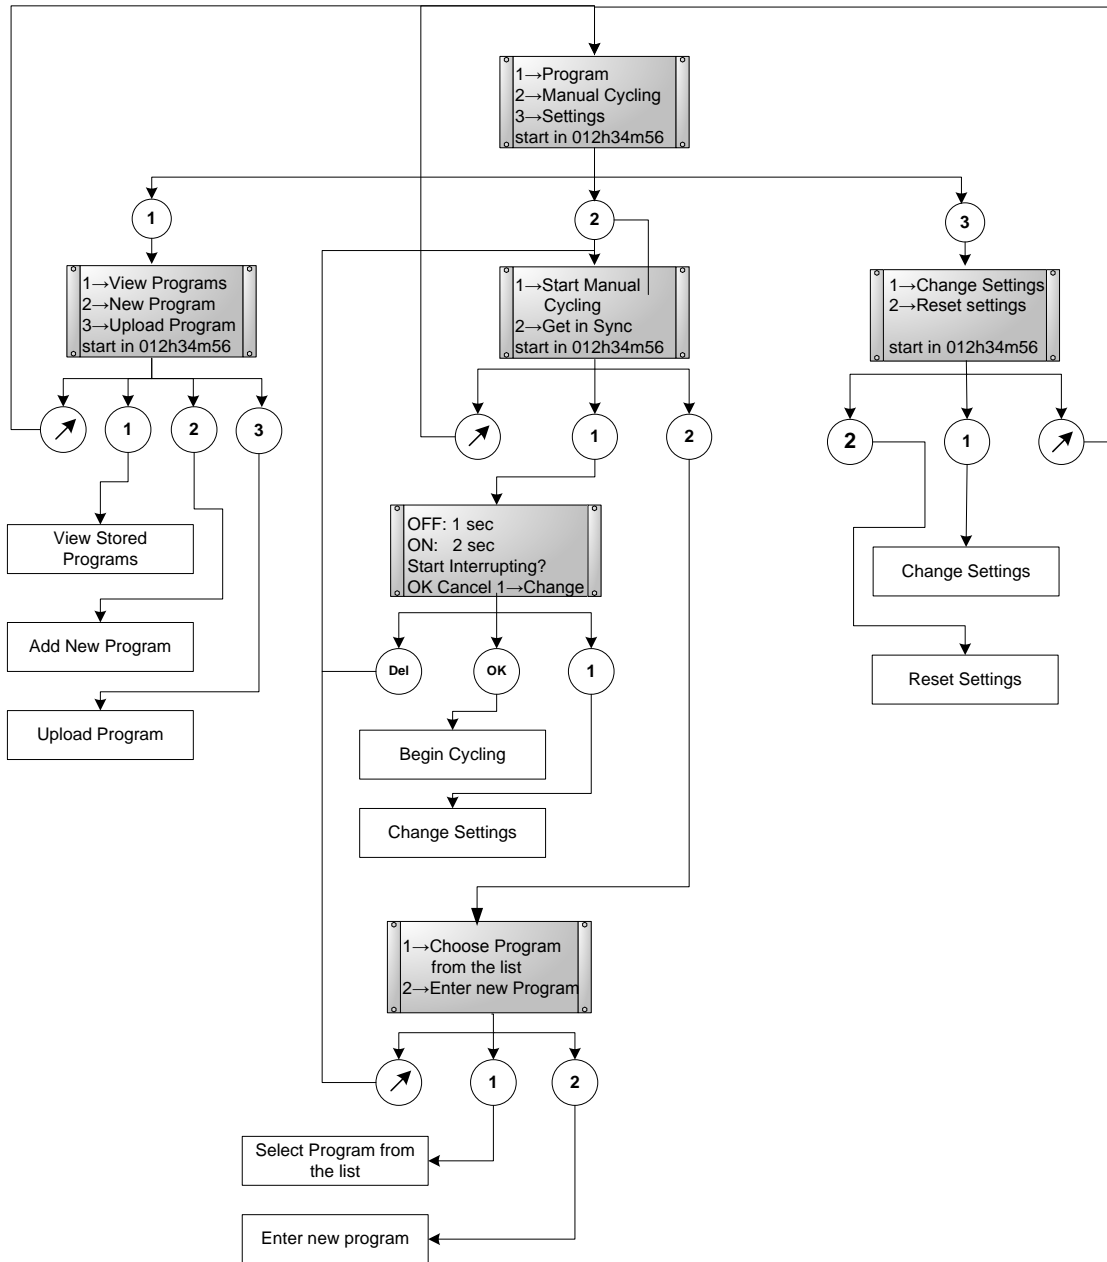 1→Program
2→Manual Cycling
3→Settings
start in 012h34m56
1
2
3
1→View Programs
2→New Program
3→Upload Program
start in 012h34m56
1→Start Manual
Cycling
2→Get in Sync
start in 012h34m56
1→Change Settings
2→Reset settings
start in 012h34m56
1
2
3
1
2
2
1
View Stored
Programs
Add New Program
Upload Program
OFF: 1 sec
ON: 2 sec
Start Interrupting?
OK Cancel 1→Change
Change Settings
Reset Settings
Del
OK
1
Begin Cycling
Change Settings
1→Choose Program
from the list
2→Enter new Program
1
2
Select Program from
the list
Enter new program